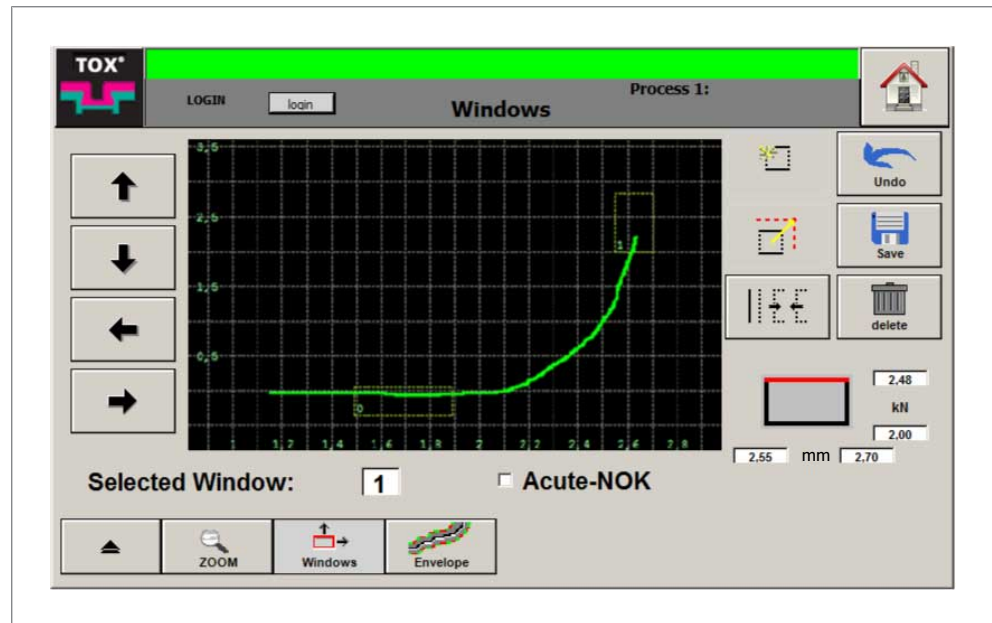 TOX®
LOGIN
login
Windows
Process 1:
3,5
2,5
1,5
0,5
1
0
1 1,2 1,4 1,6 1,8 2 2,2 2,4 2,6 2,8
Undo
Save
delete
2,48
kN
2,00
2,55 mm 2,70
Selected Window: 1
Acute-NOK
ZOOM
Windows
Envelope